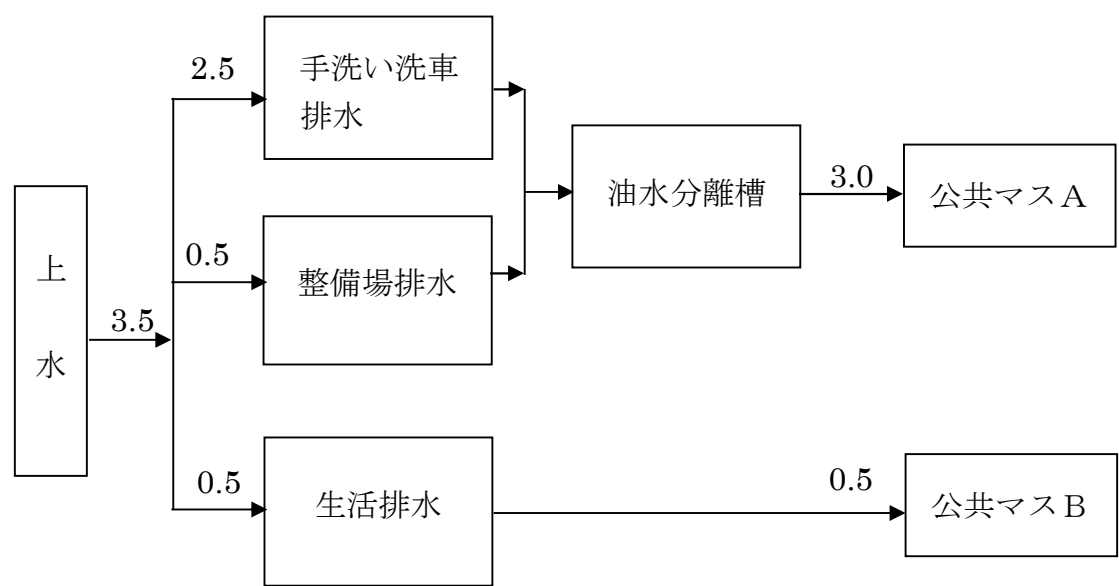 上
水
3.5
2.5
手洗い洗車
排水
0.5
整備場排水
0.5
生活排水
油水分離槽
3.0
公共マスA
0.5
公共マスB